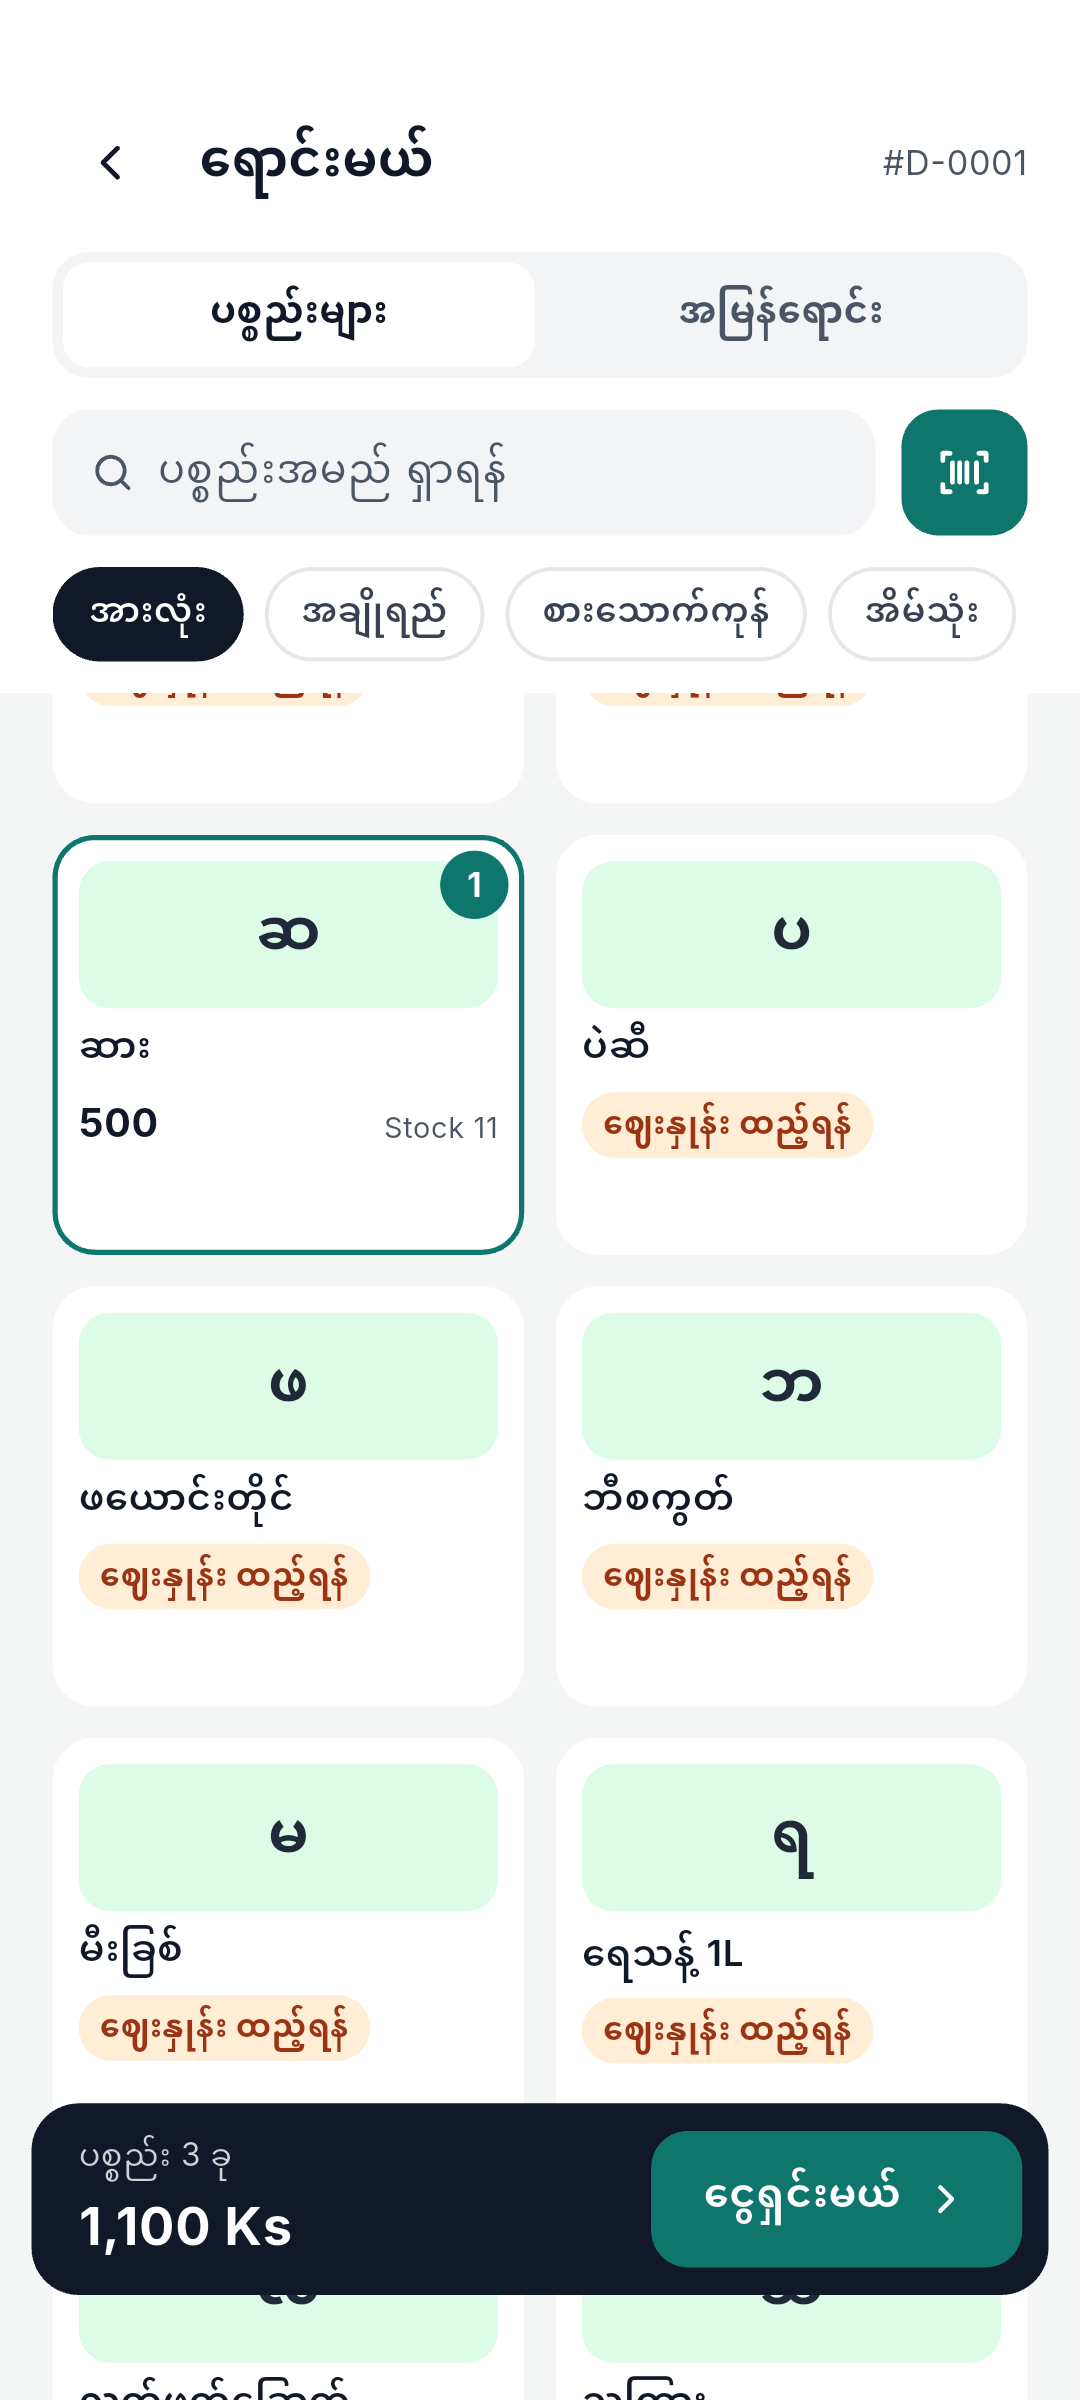 ရောင်းမယ်
#D-0001
ပစ္စည်းများ
အမြန်ရောင်း
ပစ္စည်းအမည် ရှာရန်
အားလုံး
အချိုရည်
စားသောက်ကုန်
အိမ်သုံး
ဆ
1
ဆား
500
Stock 11
ပ
ပဲဆီ
ဈေးနှုန်း ထည့်ရန်
ဖ
ဖယောင်းတိုင်
ဈေးနှုန်း ထည့်ရန်
ဘ
ဘီစကွတ်
ဈေးနှုန်း ထည့်ရန်
မ
မီးခြစ်
ဈေးနှုန်း ထည့်ရန်
ရ
ရေသန့် 1L
ဈေးနှုန်း ထည့်ရန်
ပစ္စည်း 3 ခု
1,100 Ks
ငွေရှင်းမယ်